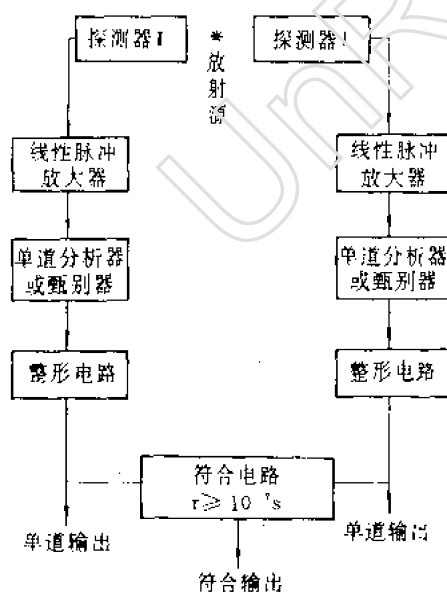 探测器I
*
放
射
源
探测器
线性脉冲
放大器
线性脉冲
放大器
单道分析器
或甄别器
单道分析器
或甄别器
整形电路
整形电路
符合电路
τ≥10⁻⁷s
单道输出
单道输出
符合输出